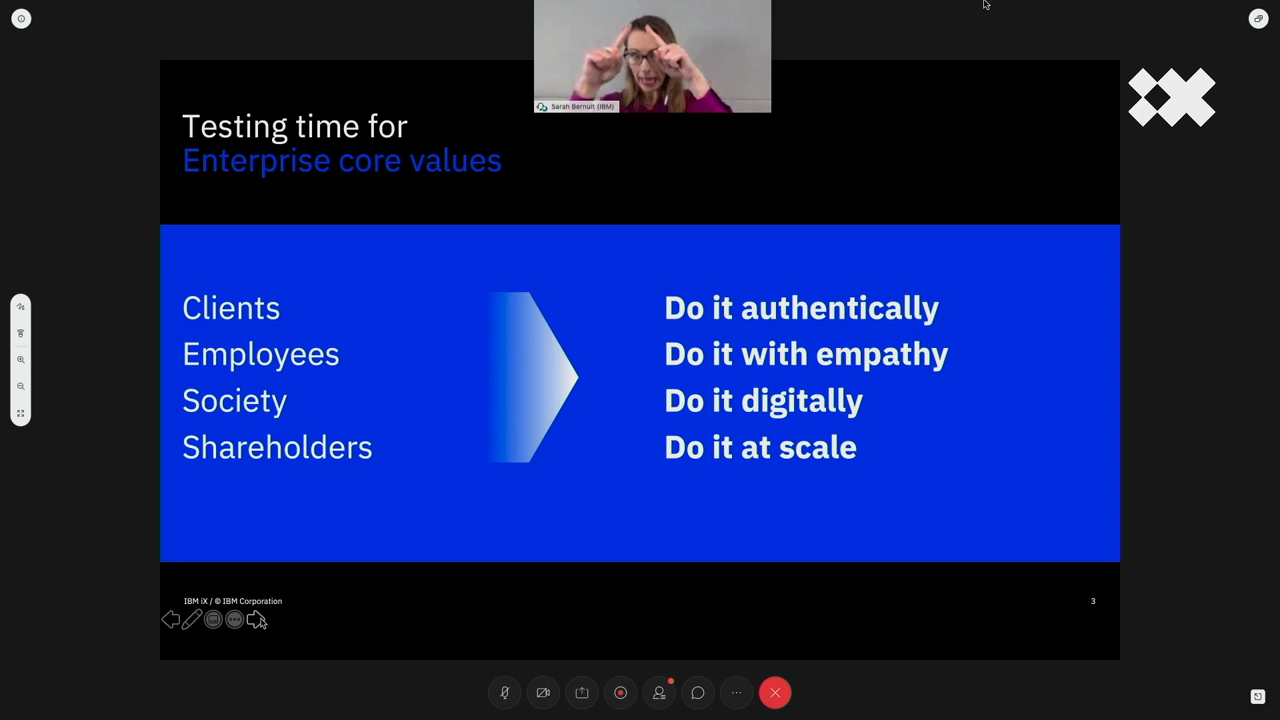 Sarah Bernuit (IBM)
Testing time for
Enterprise core values
Clients
Employees
Society
Shareholders
Do it authentically
Do it with empathy
Do it digitally
Do it at scale
IBM iX / © IBM Corporation
3